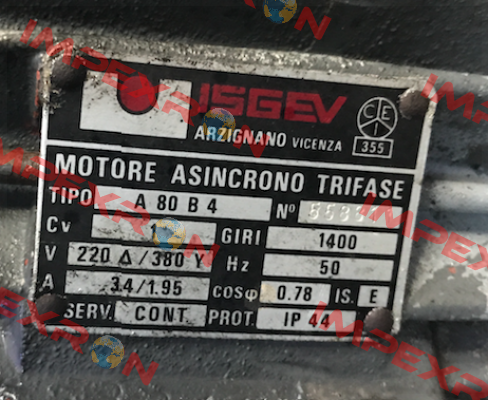 ISGEV
ARZIGNANO VICENZA
CEI
355
MOTORE ASINCRONO TRIFASE
TIPO A 80 B 4 Nº
Cv 1 GIRI 1400
V 220 Δ/380 Y Hz 50
A 3.4/1.95 COSφ 0.78 IS. E
SERV. CONT. PROT. IP 44
IMPEXRON